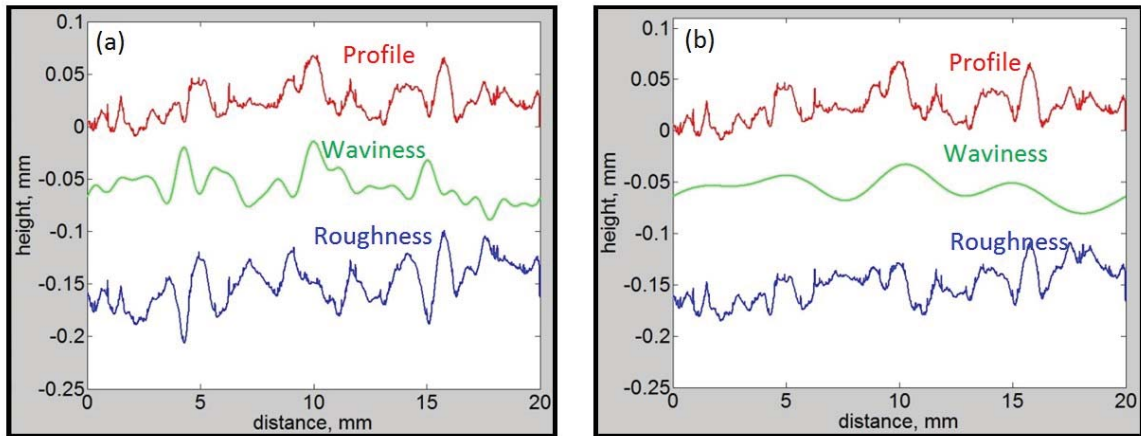 (a)
Profile
Waviness
Roughness
0.1
0.05
0
-0.05
-0.1
-0.15
-0.2
-0.25
height, mm
0 5 10 15 20
distance, mm
(b)
Profile
Waviness
Roughness
0.1
0.05
0
-0.05
-0.1
-0.15
-0.2
-0.25
height, mm
0 5 10 15 20
distance, mm